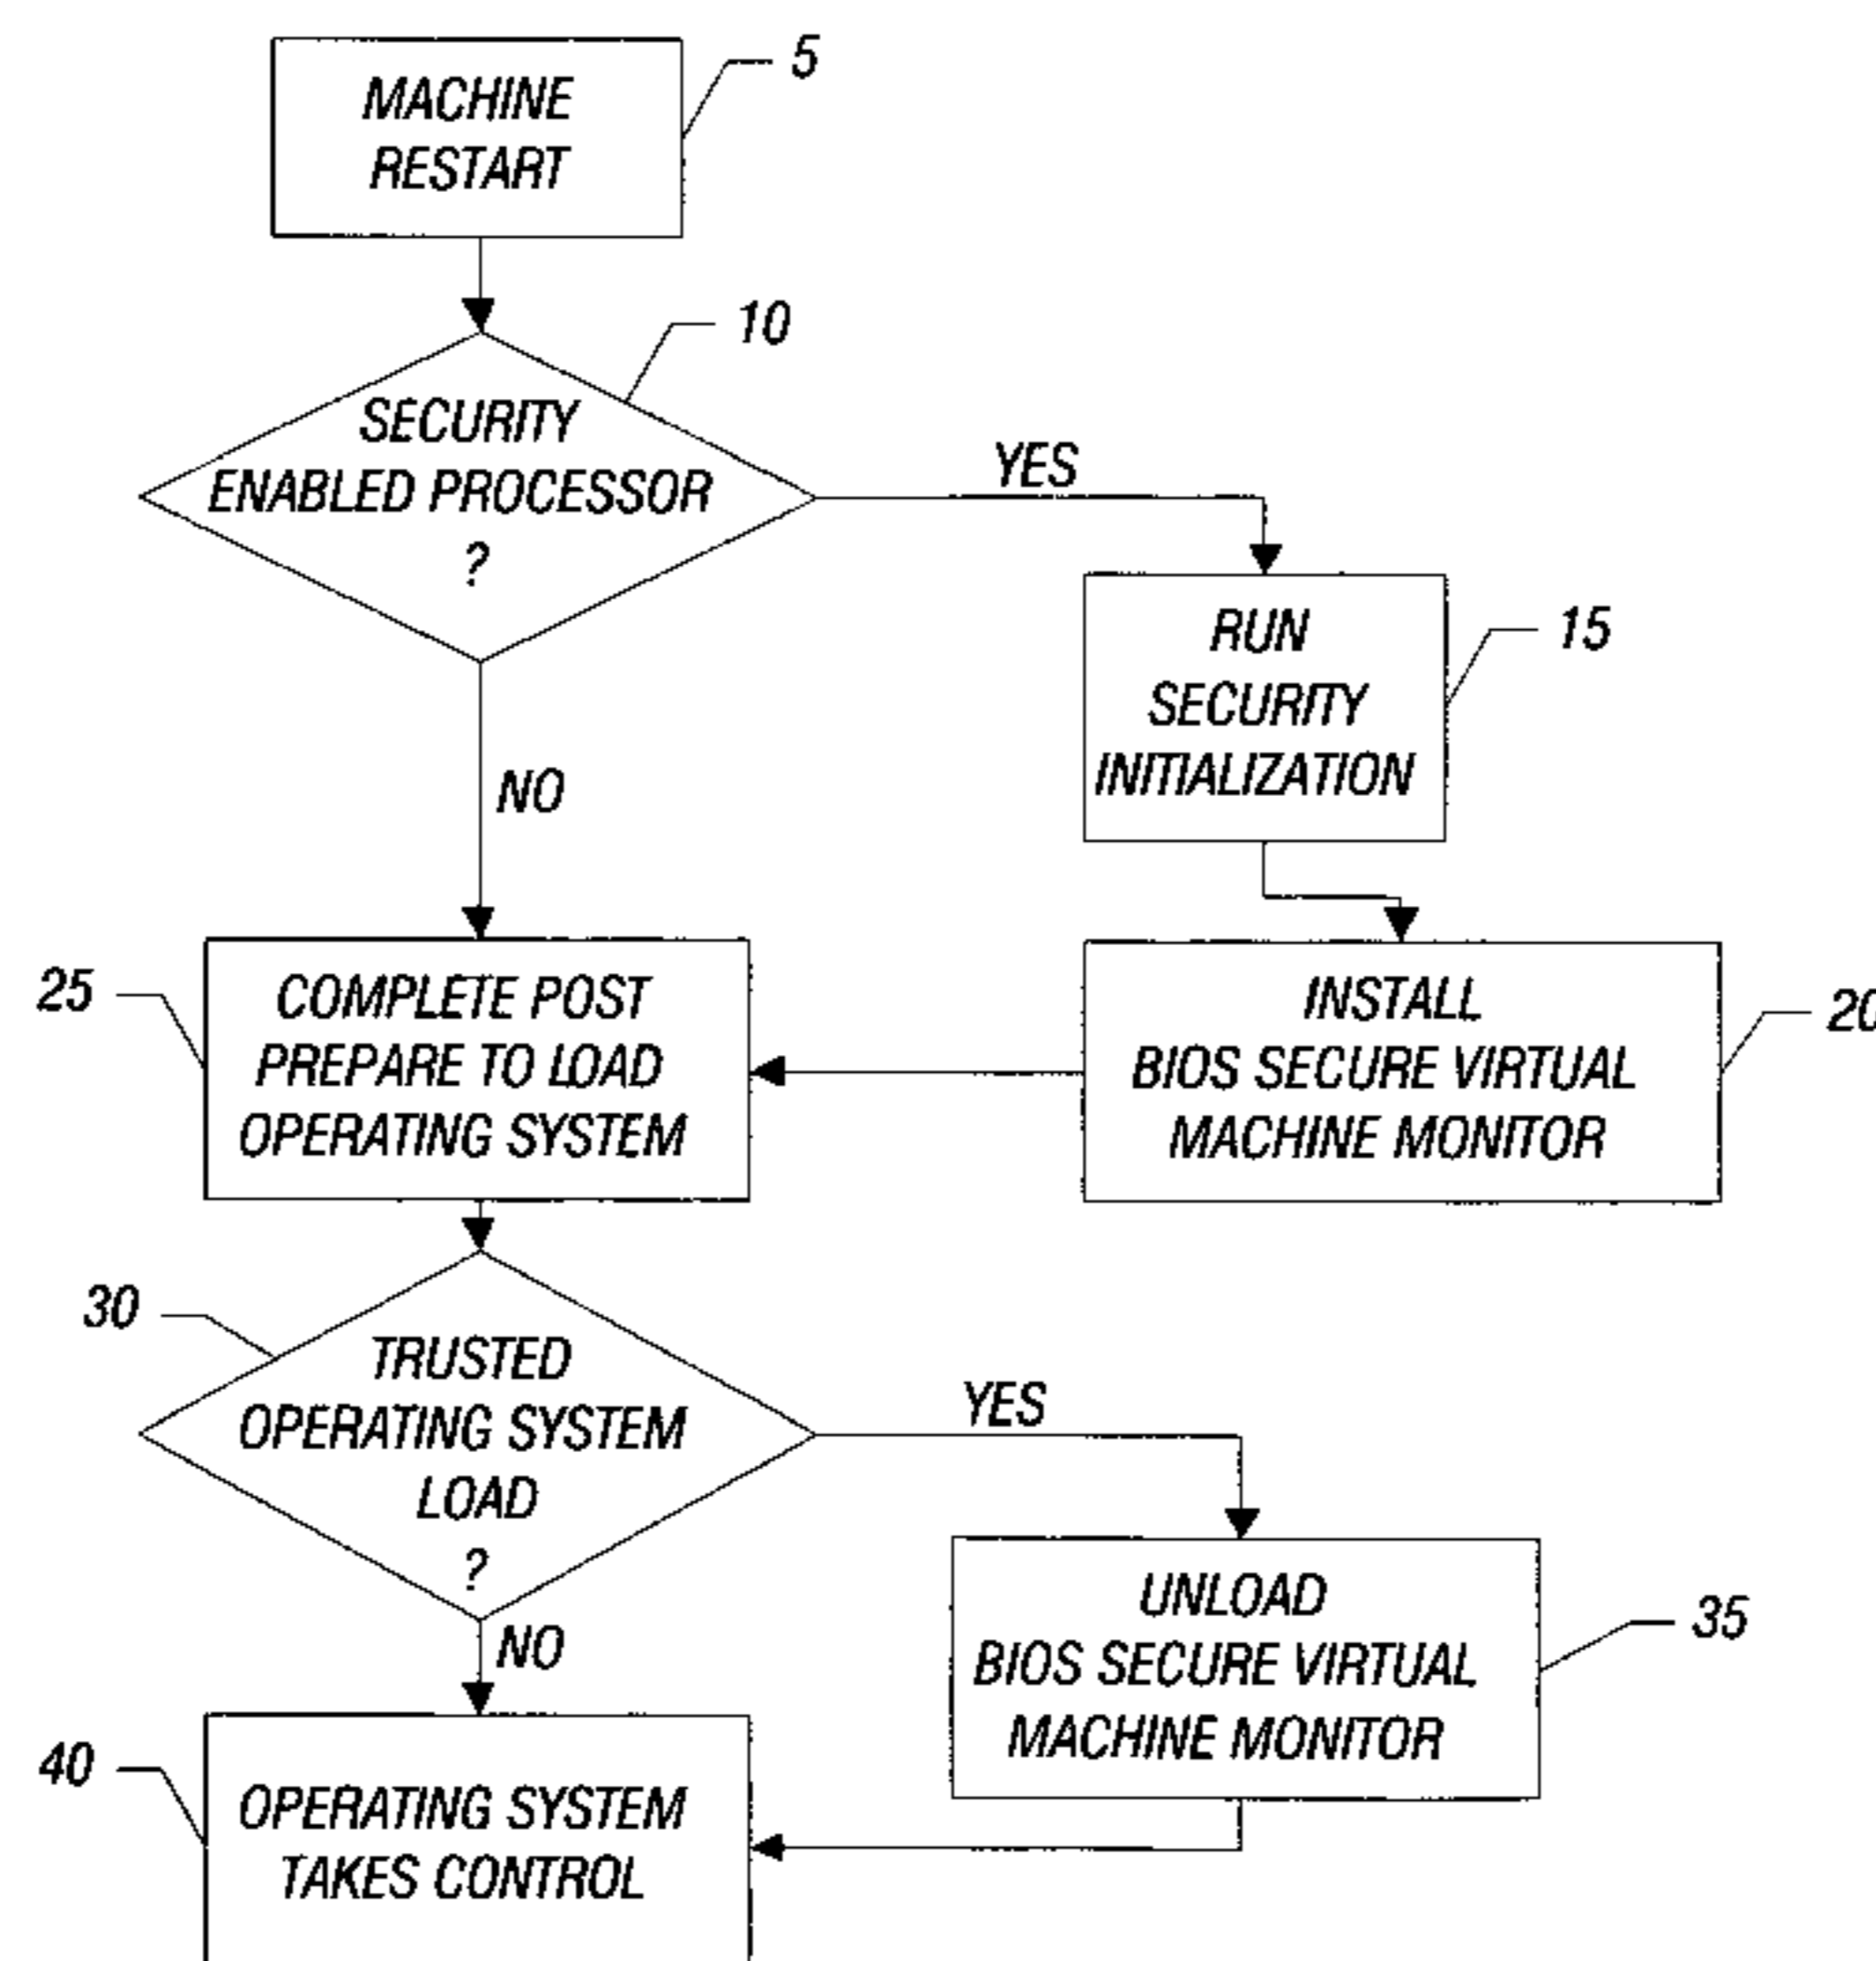 MACHINE
RESTART
5
10
SECURITY
ENABLED PROCESSOR
?
YES
NO
RUN
SECURITY
INITIALIZATION
15
25
COMPLETE POST
PREPARE TO LOAD
OPERATING SYSTEM
INSTALL
BIOS SECURE VIRTUAL
MACHINE MONITOR
20
30
TRUSTED
OPERATING SYSTEM
LOAD
?
YES
NO
UNLOAD
BIOS SECURE VIRTUAL
MACHINE MONITOR
35
40
OPERATING SYSTEM
TAKES CONTROL